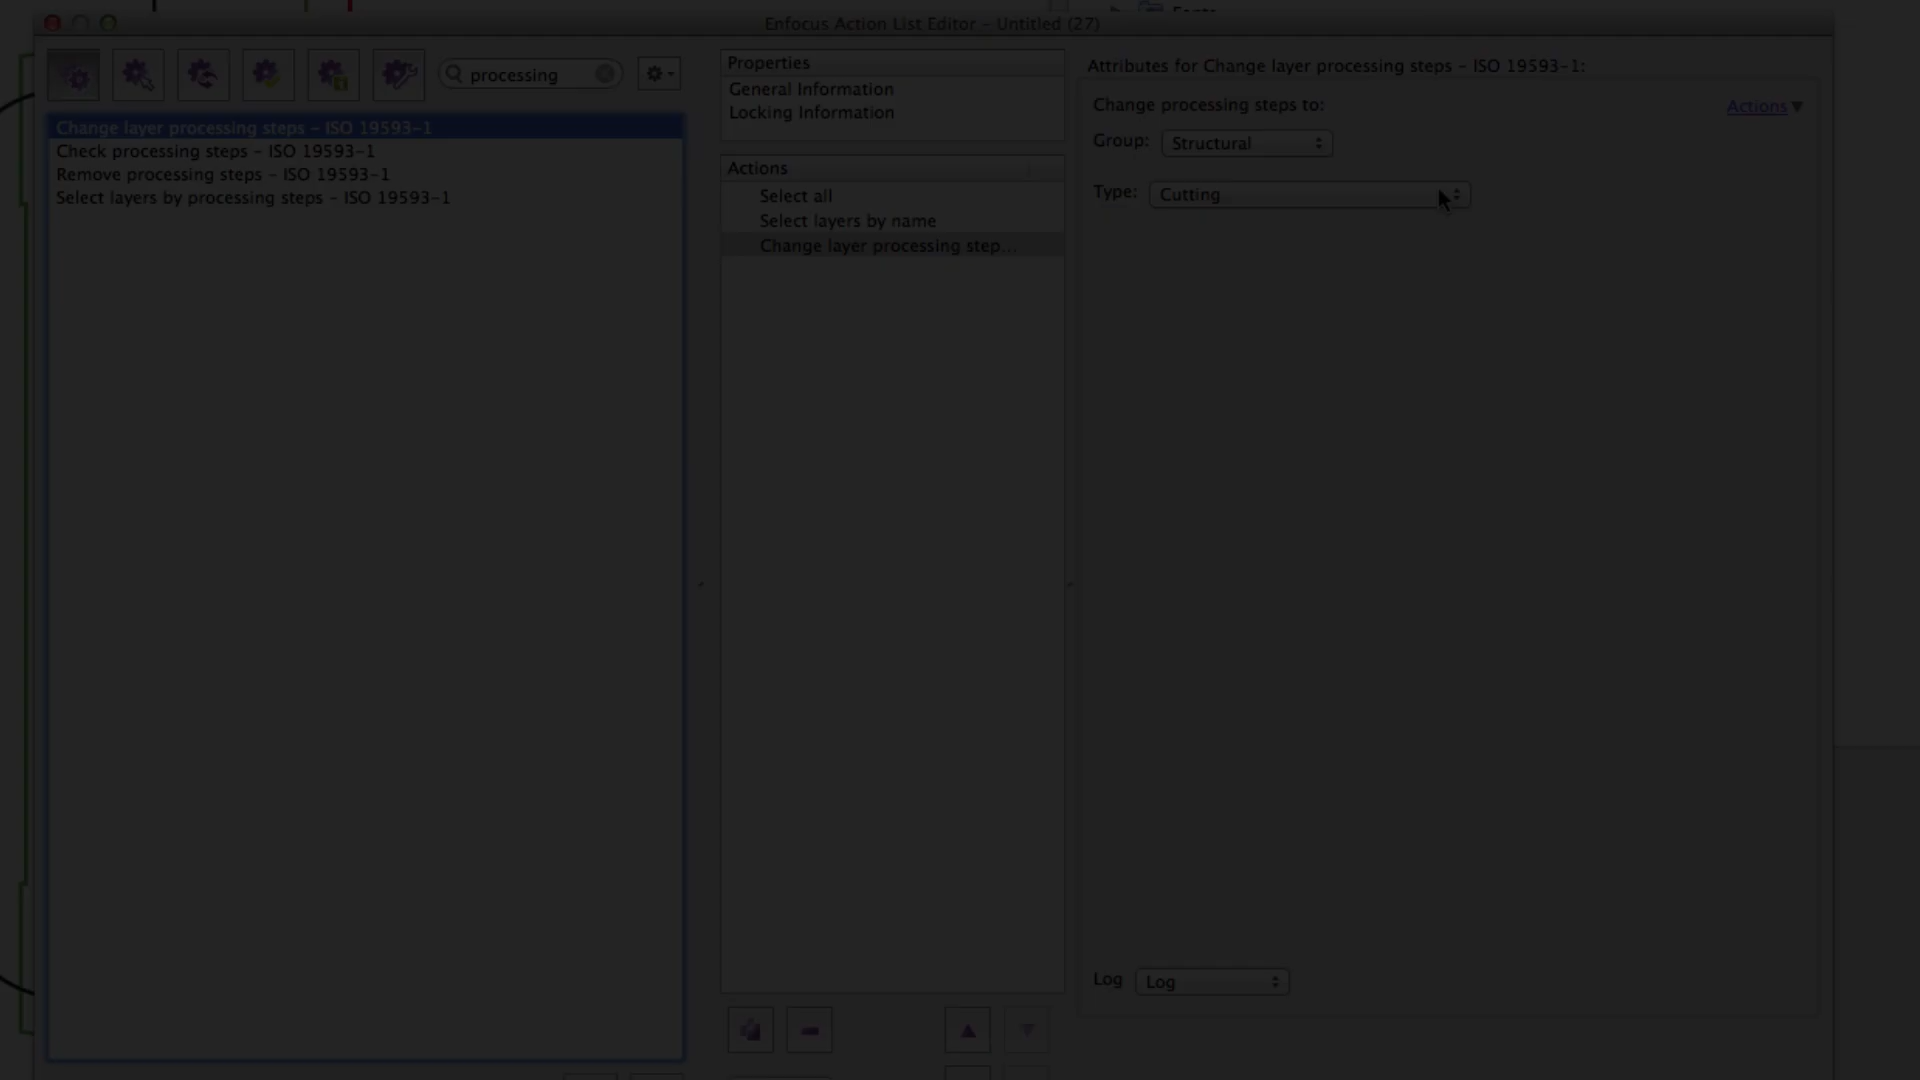 Enfocus Action List Editor – Untitled (27)
processing
Change layer processing steps – ISO 19593-1
Check processing steps – ISO 19593-1
Remove processing steps – ISO 19593-1
Select layers by processing steps – ISO 19593-1
Properties
General Information
Locking Information
Actions
Select all
Select layers by name
Change layer processing step...
Attributes for Change layer processing steps – ISO 19593-1:
Change processing steps to:
Actions
Group: Structural
Type: Cutting
Log Log